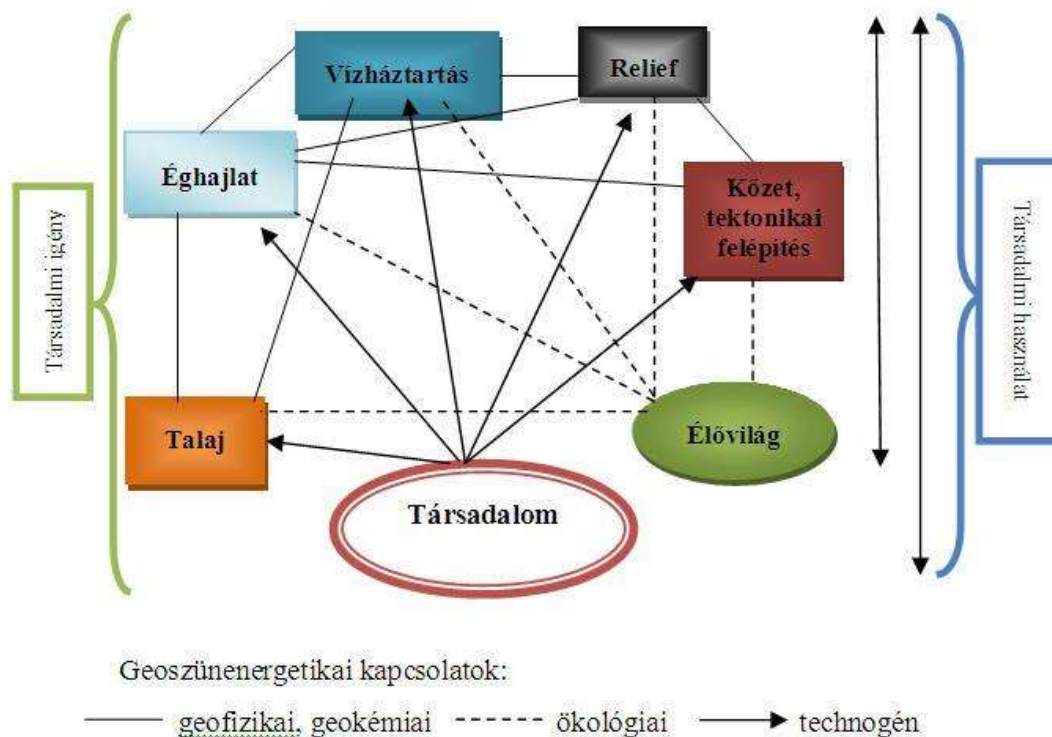 Vízháztartás
Relief
Éghajlat
Kőzet,
tektonikai
felépítés
Társadalmi igény
Társadalmi használat
Talaj
Élővilág
Társadalom
Geoszünenergetikai kapcsolatok:
geofizikai, geokémiai
ökológiai
technogén